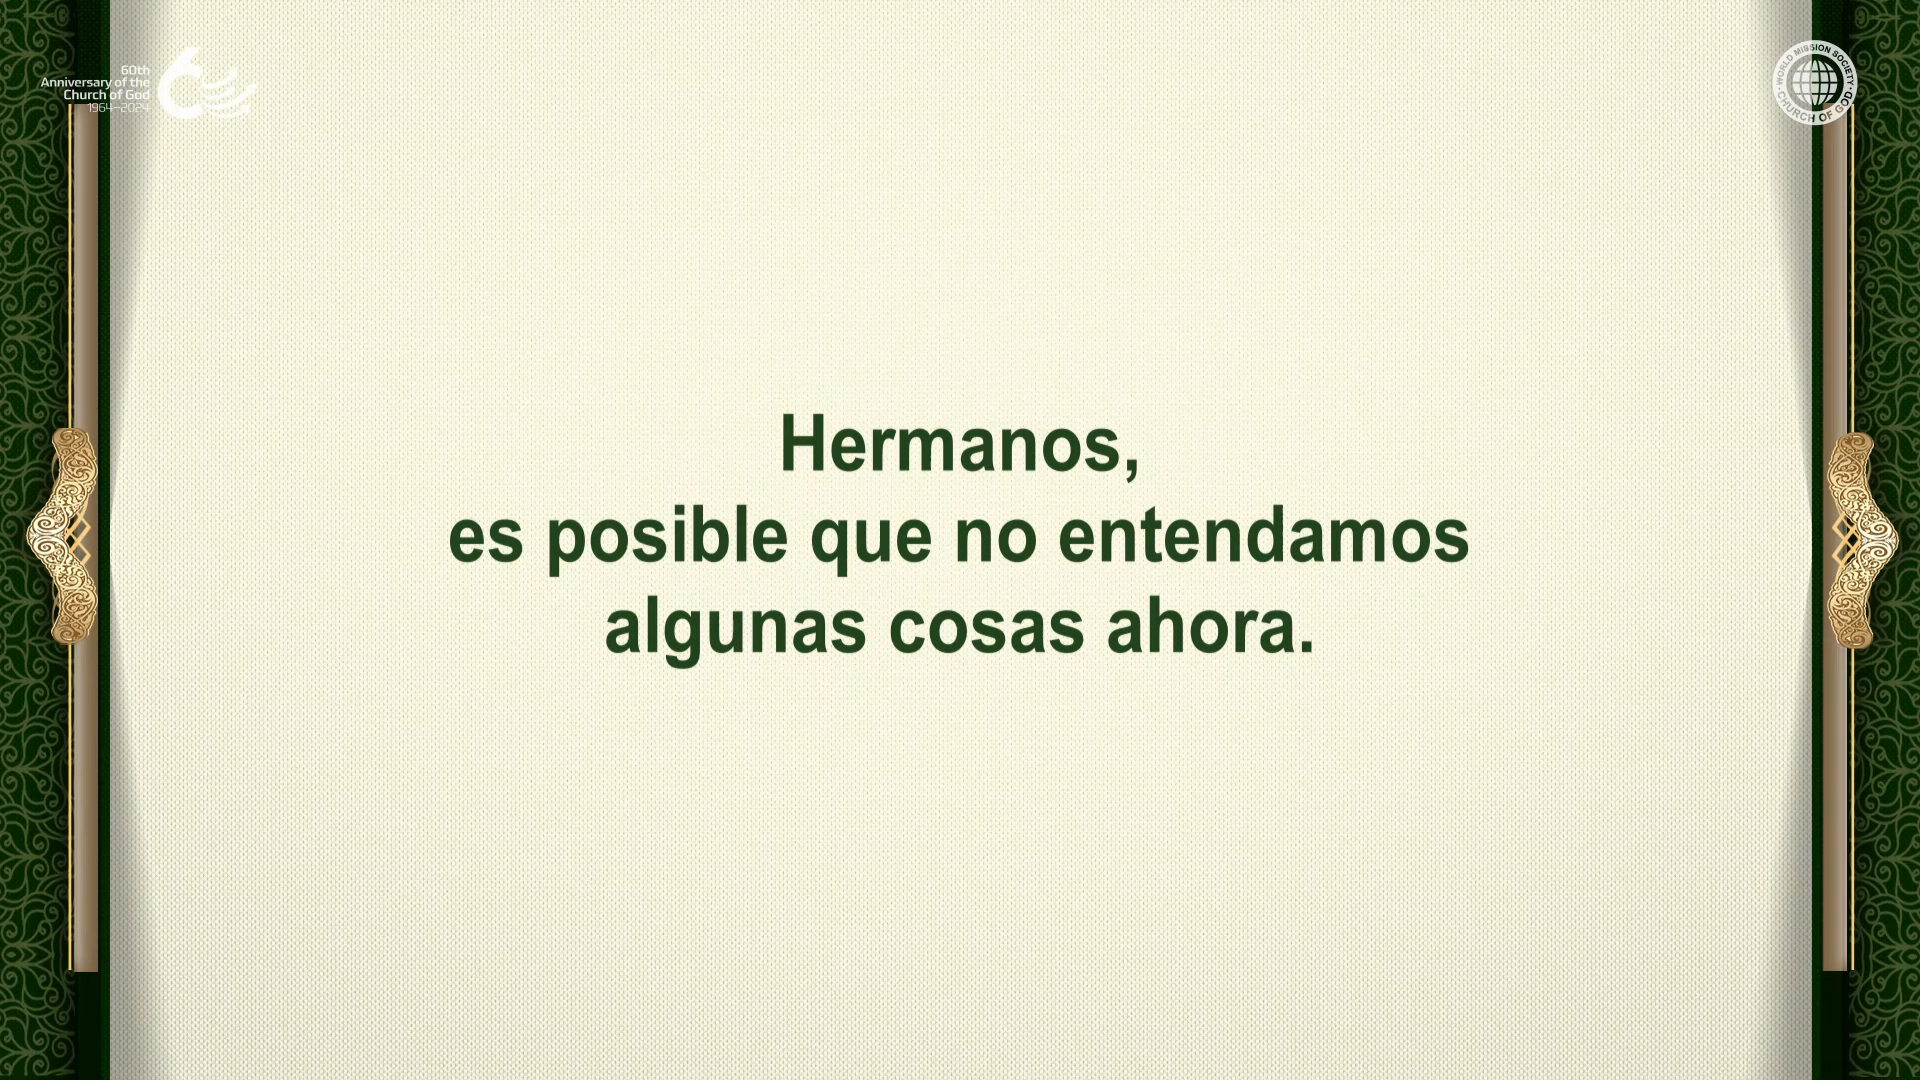 60th
Anniversary of the
Church of God
1964–2024
WORLD MISSION SOCIETY
CHURCH OF GOD
Hermanos,
es posible que no entendamos
algunas cosas ahora.